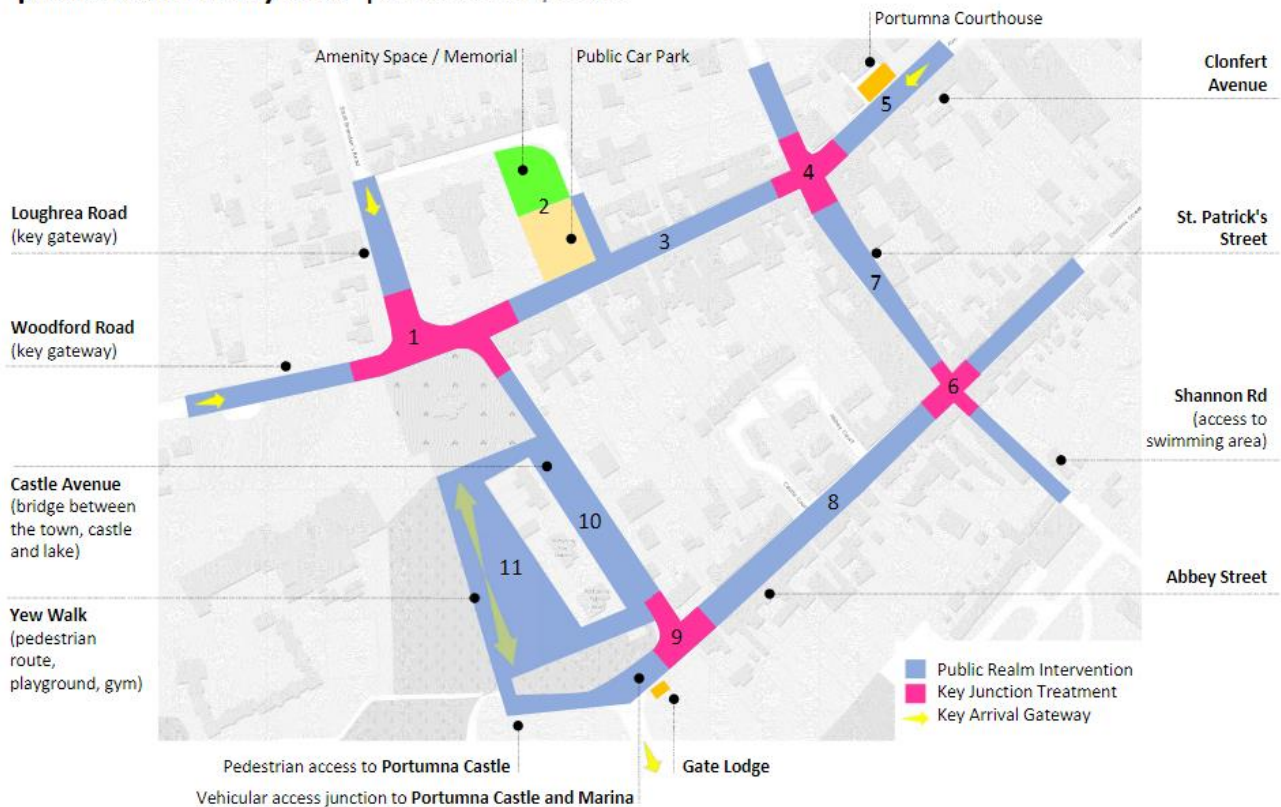 Portumna Courthouse
Amenity Space / Memorial
Public Car Park
Clonfert
Avenue
5
4
Loughrea Road
(key gateway)
2
St. Patrick's
Street
3
7
Woodford Road
(key gateway)
1
6
Shannon Rd
(access to
swimming area)
Castle Avenue
(bridge between
the town, castle
and lake)
Abbey Court
Castle Court
8
10
11
Abbey Street
Yew Walk
(pedestrian
route,
playground, gym)
9
Public Realm Intervention
Key Junction Treatment
Key Arrival Gateway
Pedestrian access to Portumna Castle
Gate Lodge
Vehicular access junction to Portumna Castle and Marina